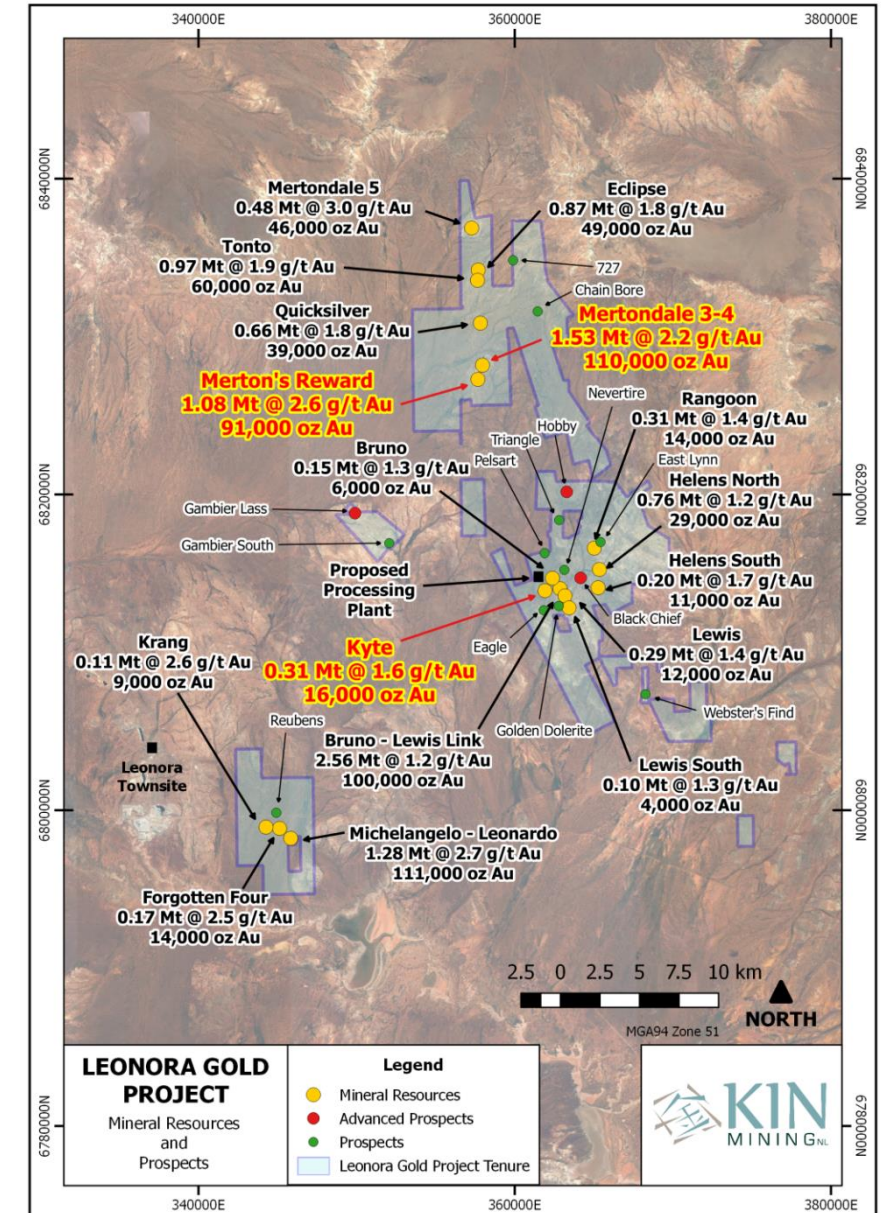 340000E
360000E
380000E
6840000N
6840000N
Mertondale 5
0.48 Mt @ 3.0 g/t Au
46,000 oz Au
Eclipse
0.87 Mt @ 1.8 g/t Au
49,000 oz Au
Tonto
0.97 Mt @ 1.9 g/t Au
60,000 oz Au
727
Chain Bore
Quicksilver
0.66 Mt @ 1.8 g/t Au
39,000 oz Au
Mertondale 3-4
1.53 Mt @ 2.2 g/t Au
110,000 oz Au
Merton's Reward
1.08 Mt @ 2.6 g/t Au
91,000 oz Au
Nevertire
Rangoon
0.31 Mt @ 1.4 g/t Au
14,000 oz Au
Hobby
Triangle
Pelsart
East Lynn
Bruno
0.15 Mt @ 1.3 g/t Au
6,000 oz Au
Helens North
0.76 Mt @ 1.2 g/t Au
29,000 oz Au
6820000N
6820000N
Gambier Lass
Gambier South
Helens South
0.20 Mt @ 1.7 g/t Au
11,000 oz Au
Proposed
Processing
Plant
Black Chief
Lewis
0.29 Mt @ 1.4 g/t Au
12,000 oz Au
Eagle
Kyte
0.31 Mt @ 1.6 g/t Au
16,000 oz Au
Krang
0.11 Mt @ 2.6 g/t Au
9,000 oz Au
Webster's Find
Golden Dolerite
Reubens
Bruno - Lewis Link
2.56 Mt @ 1.2 g/t Au
100,000 oz Au
Leonora
Townsite
Lewis South
0.10 Mt @ 1.3 g/t Au
4,000 oz Au
6800000N
6800000N
Michelangelo - Leonardo
1.28 Mt @ 2.7 g/t Au
111,000 oz Au
Forgotten Four
0.17 Mt @ 2.5 g/t Au
14,000 oz Au
2.5 0 2.5 5 7.5 10 km
NORTH
MGA94 Zone 51
LEONORA GOLD
PROJECT
Mineral Resources
and
Prospects
Legend
Mineral Resources
Advanced Prospects
Prospects
Leonora Gold Project Tenure
金 KIN
MINING NL
6780000N
6780000N
340000E
360000E
380000E